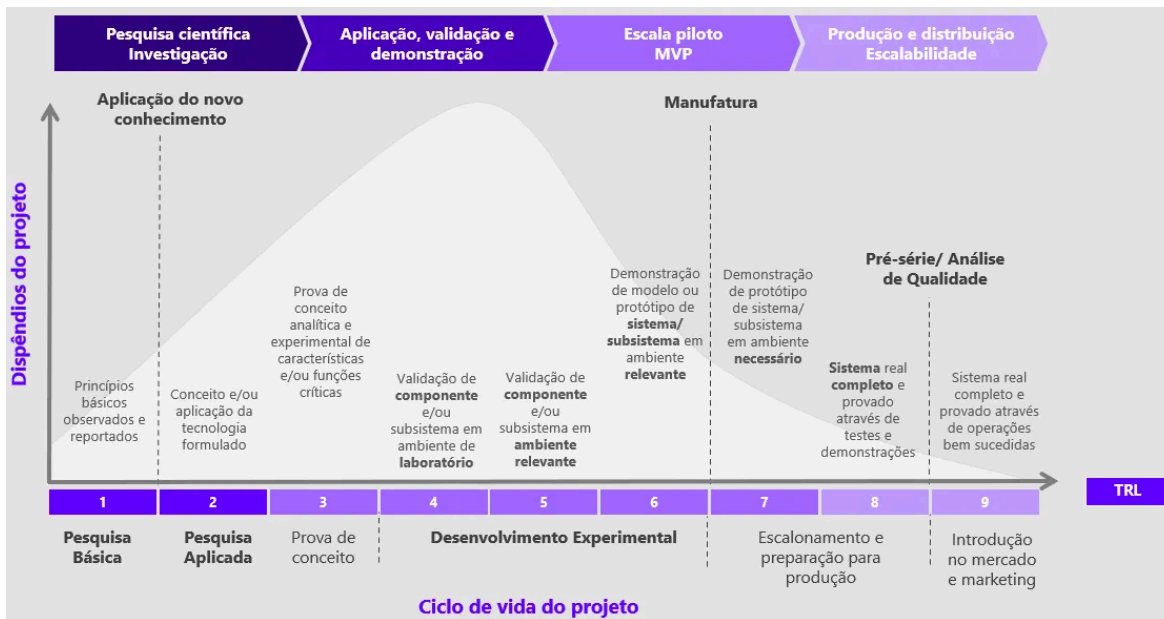 Pesquisa científica
Investigação
Aplicação, validação e
demonstração
Escala piloto
MVP
Produção e distribuição
Escalabilidade
Aplicação do novo
conhecimento
Manufatura
Pré-série/ Análise
de Qualidade
Dispêndios do projeto
Princípios
básicos
observados e
reportados
Conceito e/ou
aplicação da
tecnologia
formulado
Prova de
conceito
analítica e
experimental de
características
e/ou funções
críticas
Validação de
componente
e/ou
subsistema em
ambiente de
laboratório
Validação de
componente
e/ou
subsistema em
ambiente
relevante
Demonstração
de modelo ou
protótipo de
sistema/
subsistema em
ambiente
relevante
Demonstração
de protótipo
de sistema/
subsistema
em ambiente
necessário
Sistema real
completo e
provado
através de
testes e
demonstrações
Sistema real
completo e
provado através
de operações
bem sucedidas
1
2
3
4
5
6
7
8
9
TRL
Pesquisa
Básica
Pesquisa
Aplicada
Prova de
conceito
Desenvolvimento Experimental
Escalonamento e
preparação para
produção
Introdução
no mercado
e marketing
Ciclo de vida do projeto